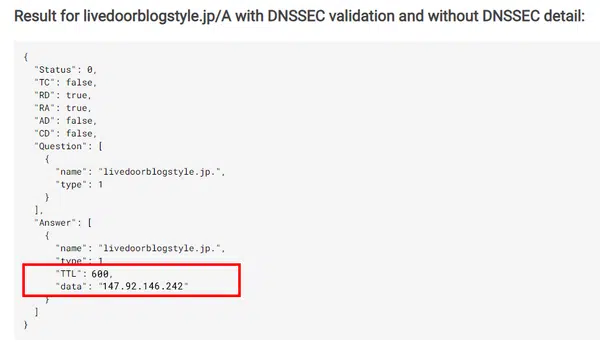 Result for livedoorblogstyle.jp/A with DNSSEC validation and without DNSSEC detail:
{
"Status": 0,
"TC": false,
"RD": true,
"RA": true,
"AD": false,
"CD": false,
"Question": [
{
"name": "livedoorblogstyle.jp.",
"type": 1
}
],
"Answer": [
{
"name": "livedoorblogstyle.jp.",
"type": 1,
"TTL": 600,
"data": "147.92.146.242"
}
]
}